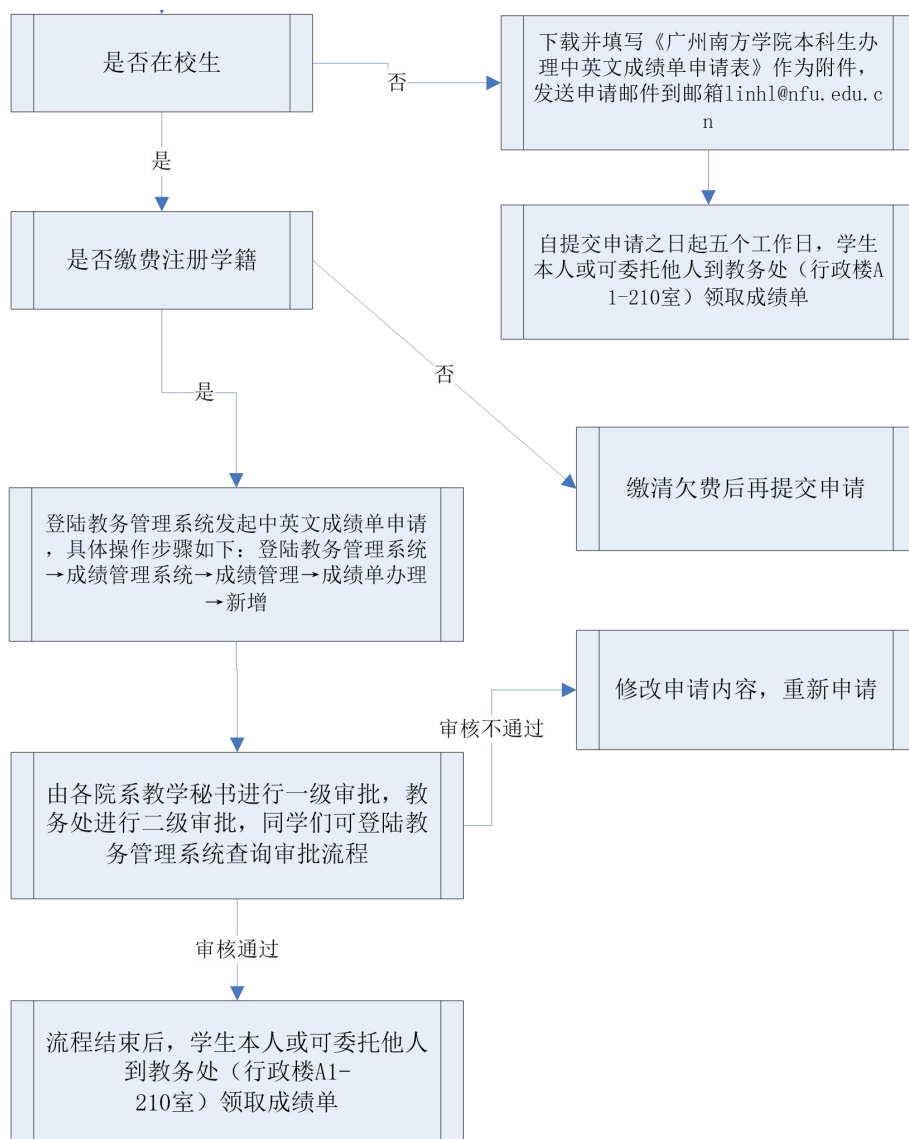 是否在校生
否
下载并填写《广州南方学院本科生办
理中英文成绩单申请表》作为附件，
发送申请邮件到邮箱linhl@nfu.edu.c
n
是
是否缴费注册学籍
自提交申请之日起五个工作日，学生
本人或可委托他人到教务处（行政楼A
1-210室）领取成绩单
否
是
缴清欠费后再提交申请
登陆教务管理系统发起中英文成绩单申请
，具体操作步骤如下：登陆教务管理系统
→成绩管理系统→成绩管理→成绩单办理
→新增
修改申请内容，重新申请
审核不通过
由各院系教学秘书进行一级审批，教
务处进行二级审批，同学们可登陆教
务管理系统查询审批流程
审核通过
流程结束后，学生本人或可委托他人
到教务处（行政楼A1-
210室）领取成绩单